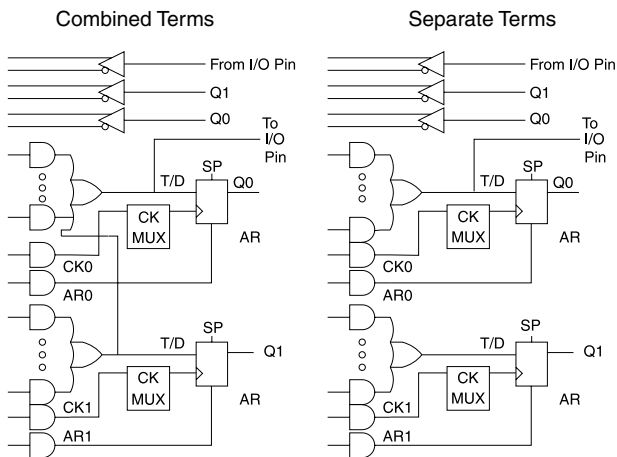 Combined Terms
From I/O Pin
Q1
Q0
To
I/O
Pin
SP
T/D
Q0
CK
MUX
CK0
AR
AR0
SP
T/D
Q1
CK
MUX
CK1
AR
AR1
Separate Terms
From I/O Pin
Q1
Q0
To
I/O
Pin
SP
T/D
Q0
CK
MUX
CK0
AR
AR0
SP
T/D
Q1
CK
MUX
CK1
AR
AR1